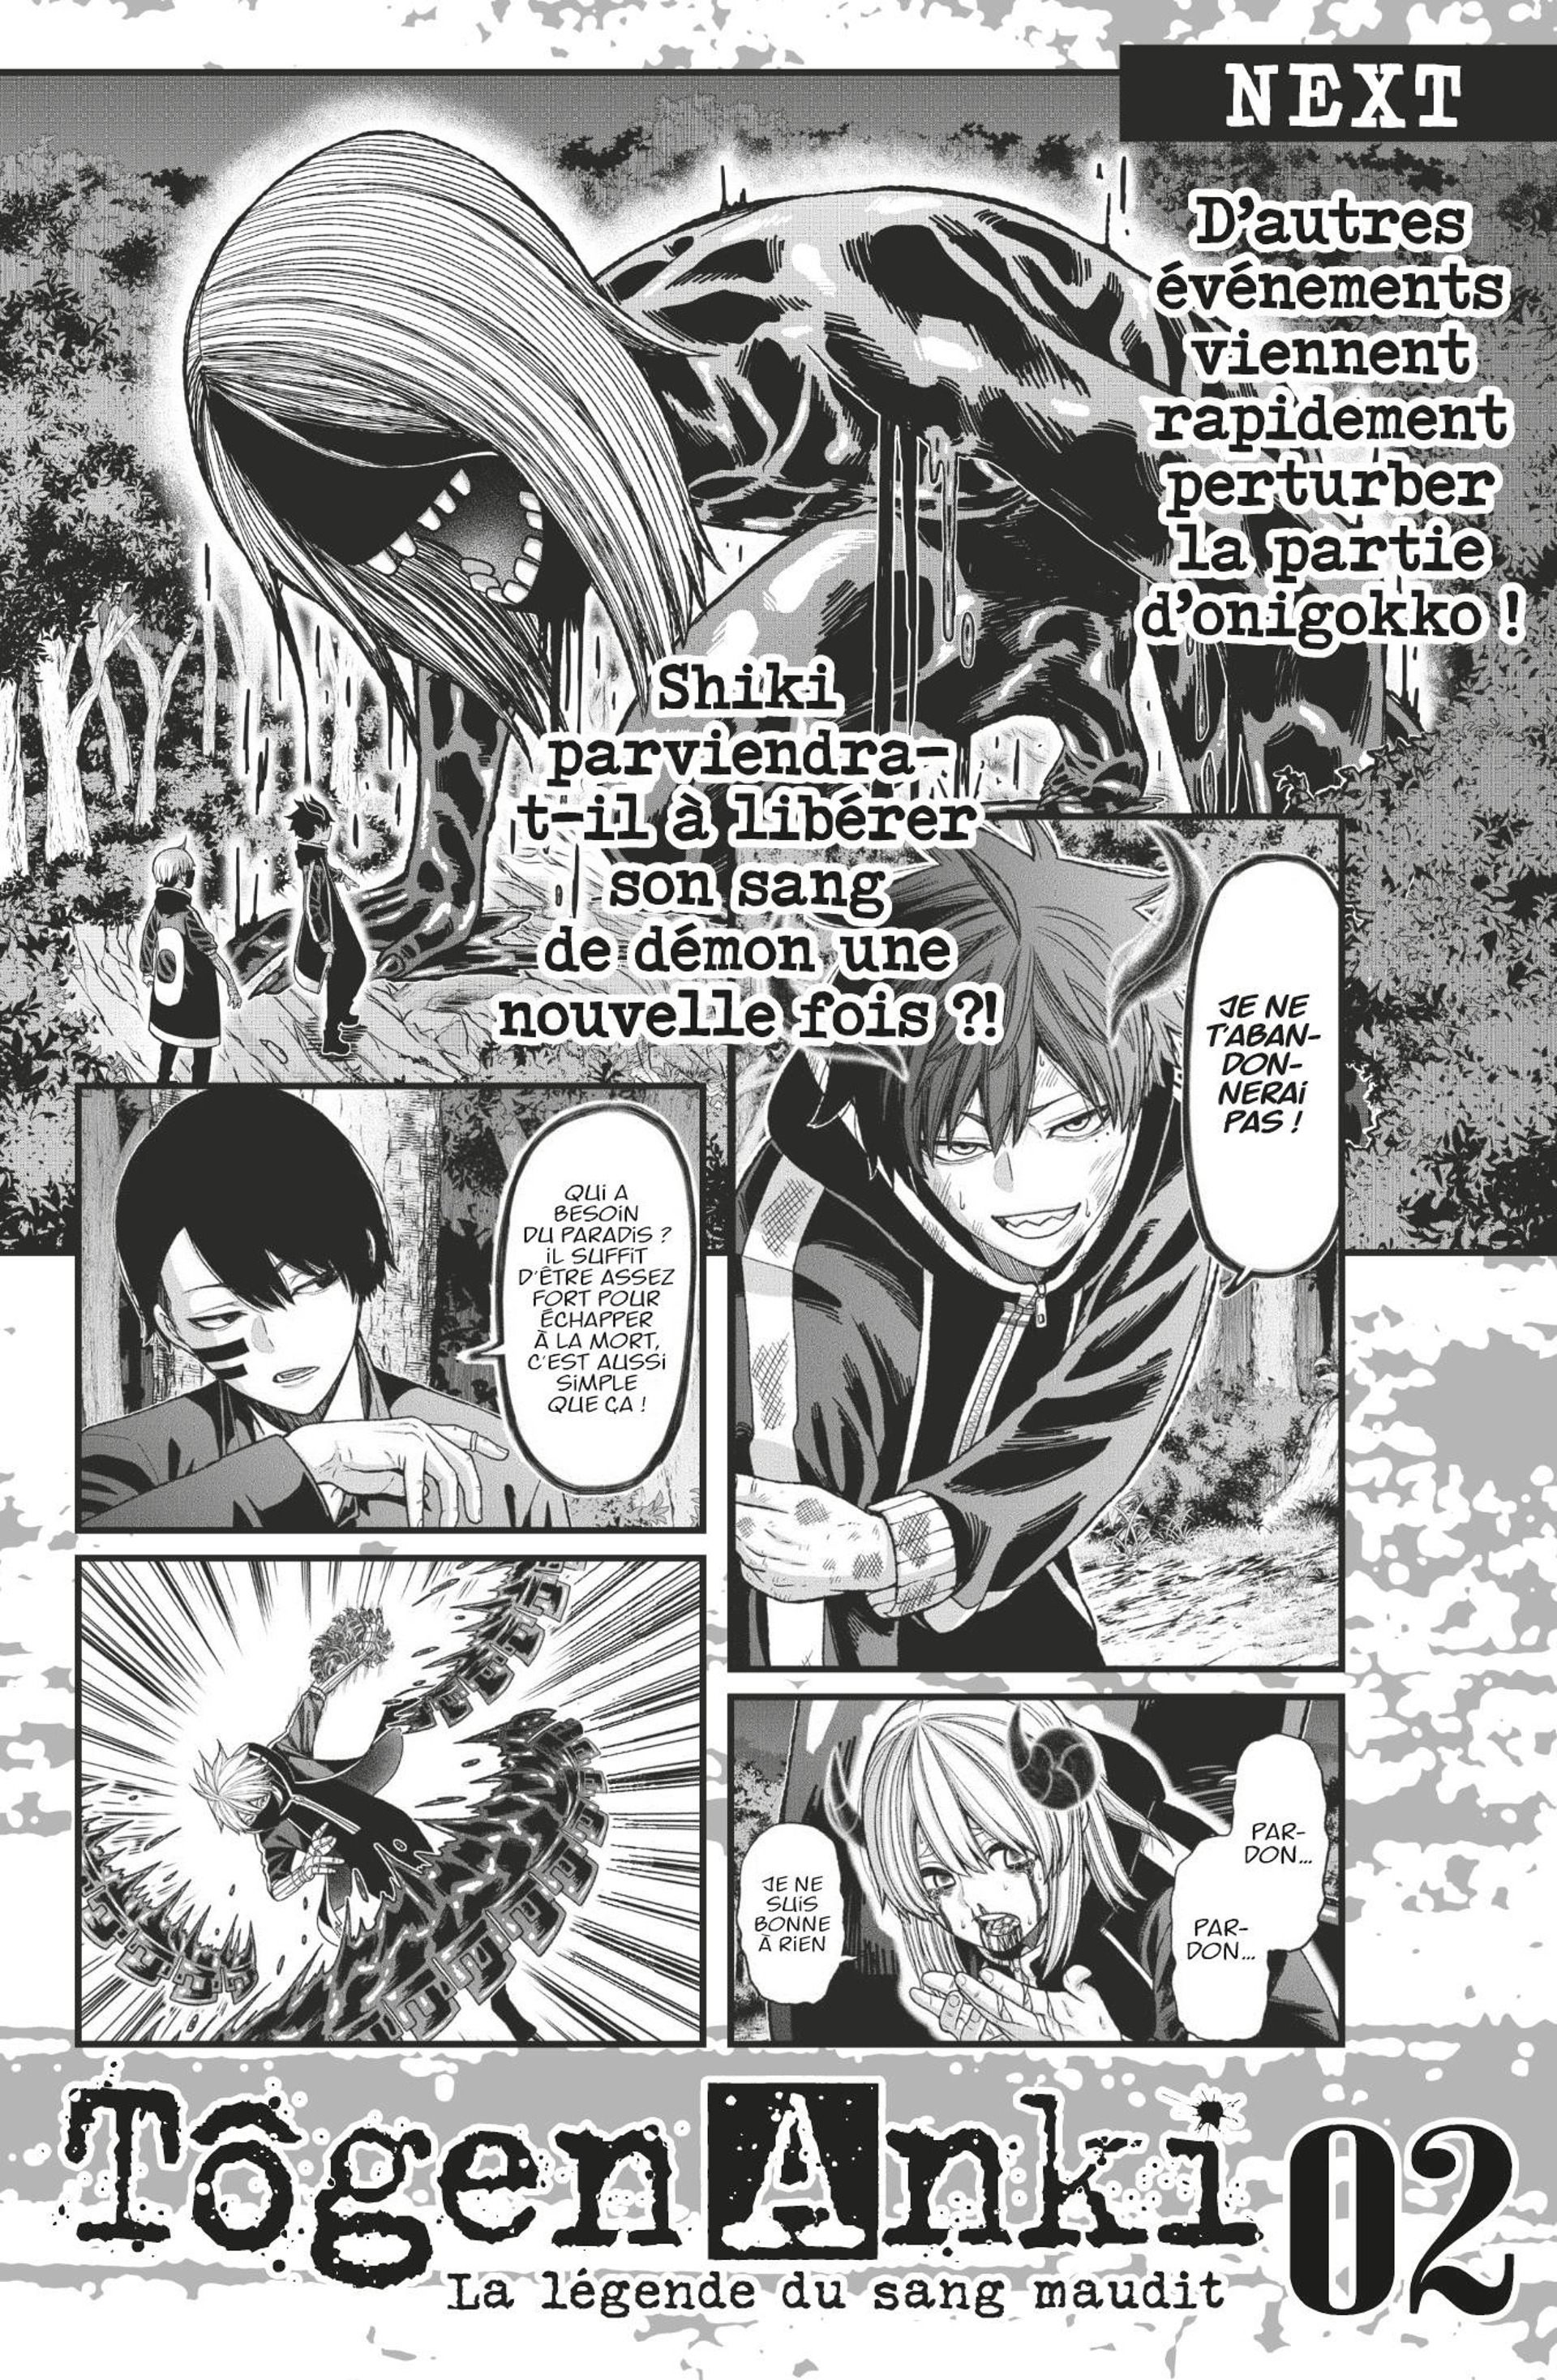 NEXT
D'autres
événements
viennent
rapidement
perturber
la partie
d'onigokko !
Shiki
parviendra-
t-il à libérer
son sang
de démon une
nouvelle fois ?!
JE NE
T'ABAN-
DON-
NERAi
PAS !
QUi A
BESOiN
DU PARADiS ?
iL SUFFiT
D'ÊTRE ASSEZ
FORT POUR
ÉCHAPPER
À LA MORT,
C'EST AUSSi
SiMPLE
QUE ÇA !
PAR-
DON...
PAR-
DON...
JE NE
SUiS
BONNE
À RiEN
TôgenAnki 02
La légende du sang maudit